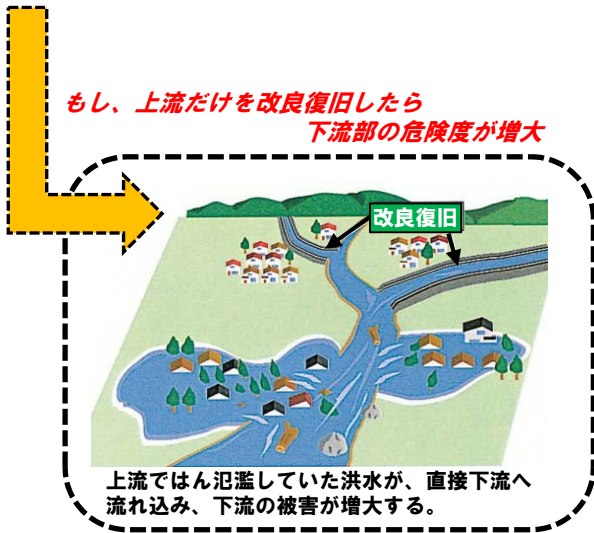 もし、上流だけを改良復旧したら
下流部の危険度が増大
改良復旧
上流ではん氾濫していた洪水が、直接下流へ
流れ込み、下流の被害が増大する。